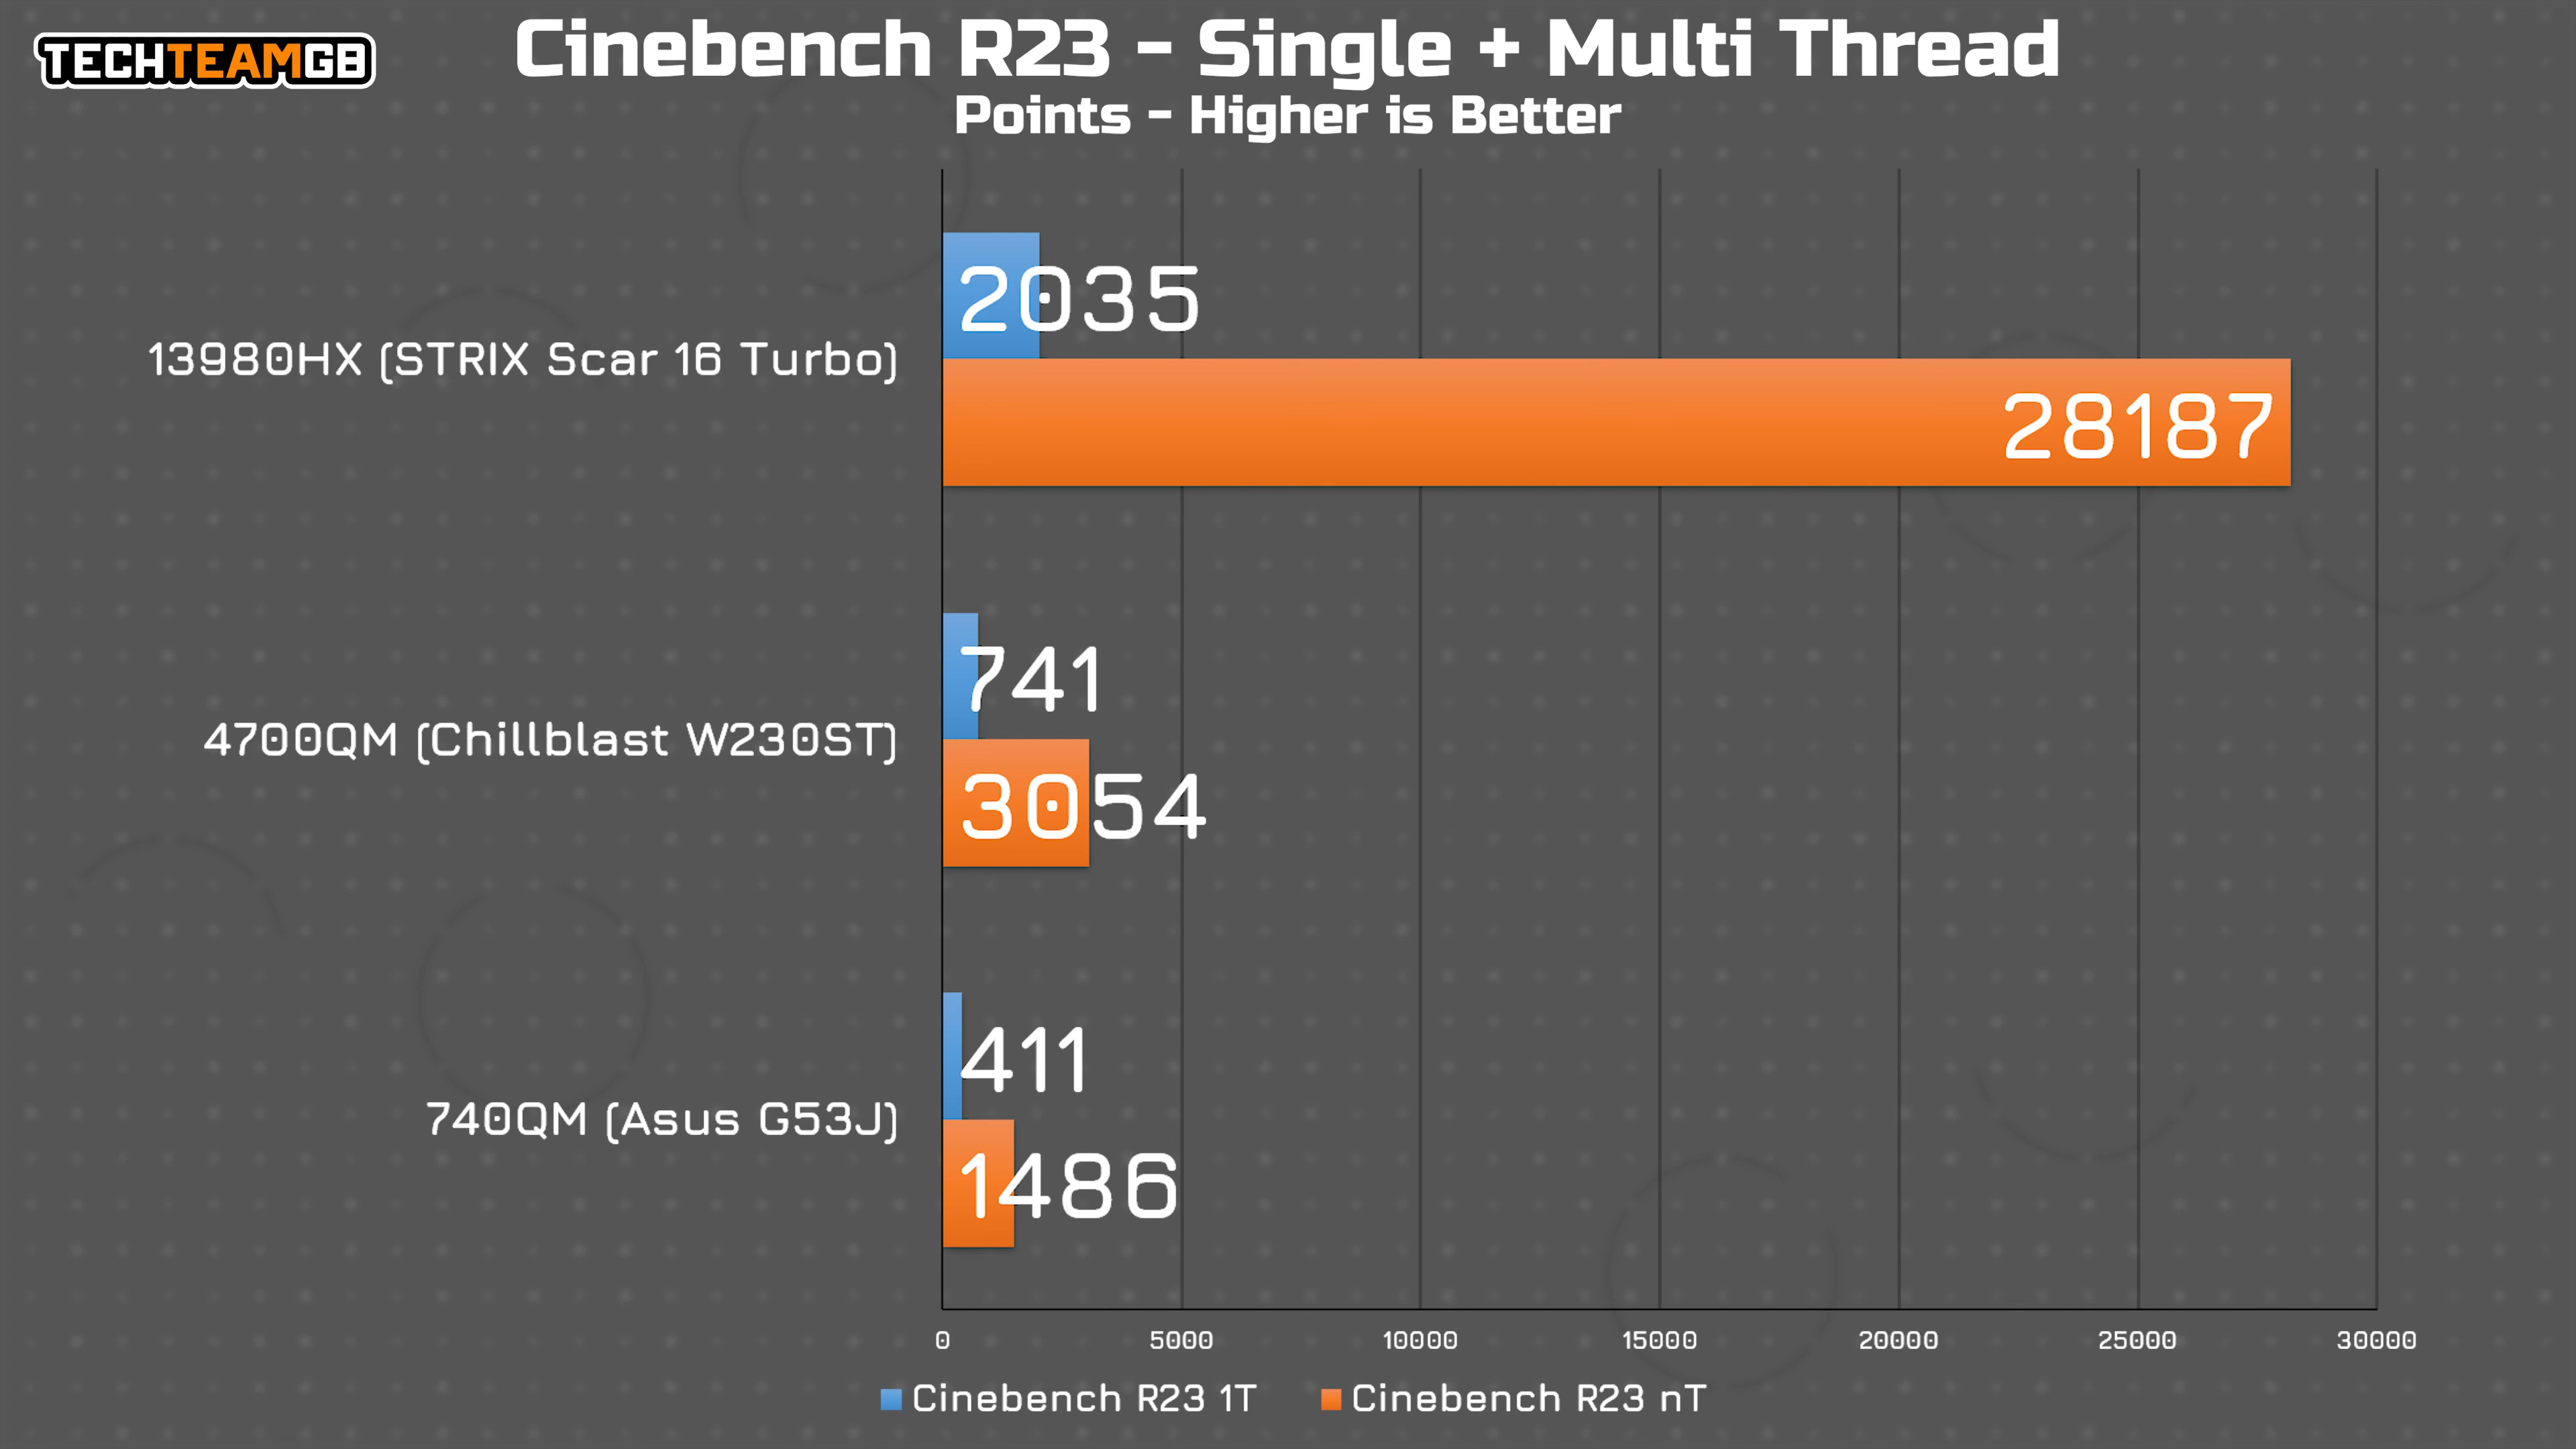 TECHTEAMGB
Cinebench R23 - Single + Multi Thread
Points - Higher is Better
13980HX (STRIX Scar 16 Turbo)
2035
28187
4700QM (Chillblast W230ST)
741
3054
740QM (Asus G53J)
411
1486
0 5000 10000 15000 20000 25000 30000
Cinebench R23 1T Cinebench R23 nT